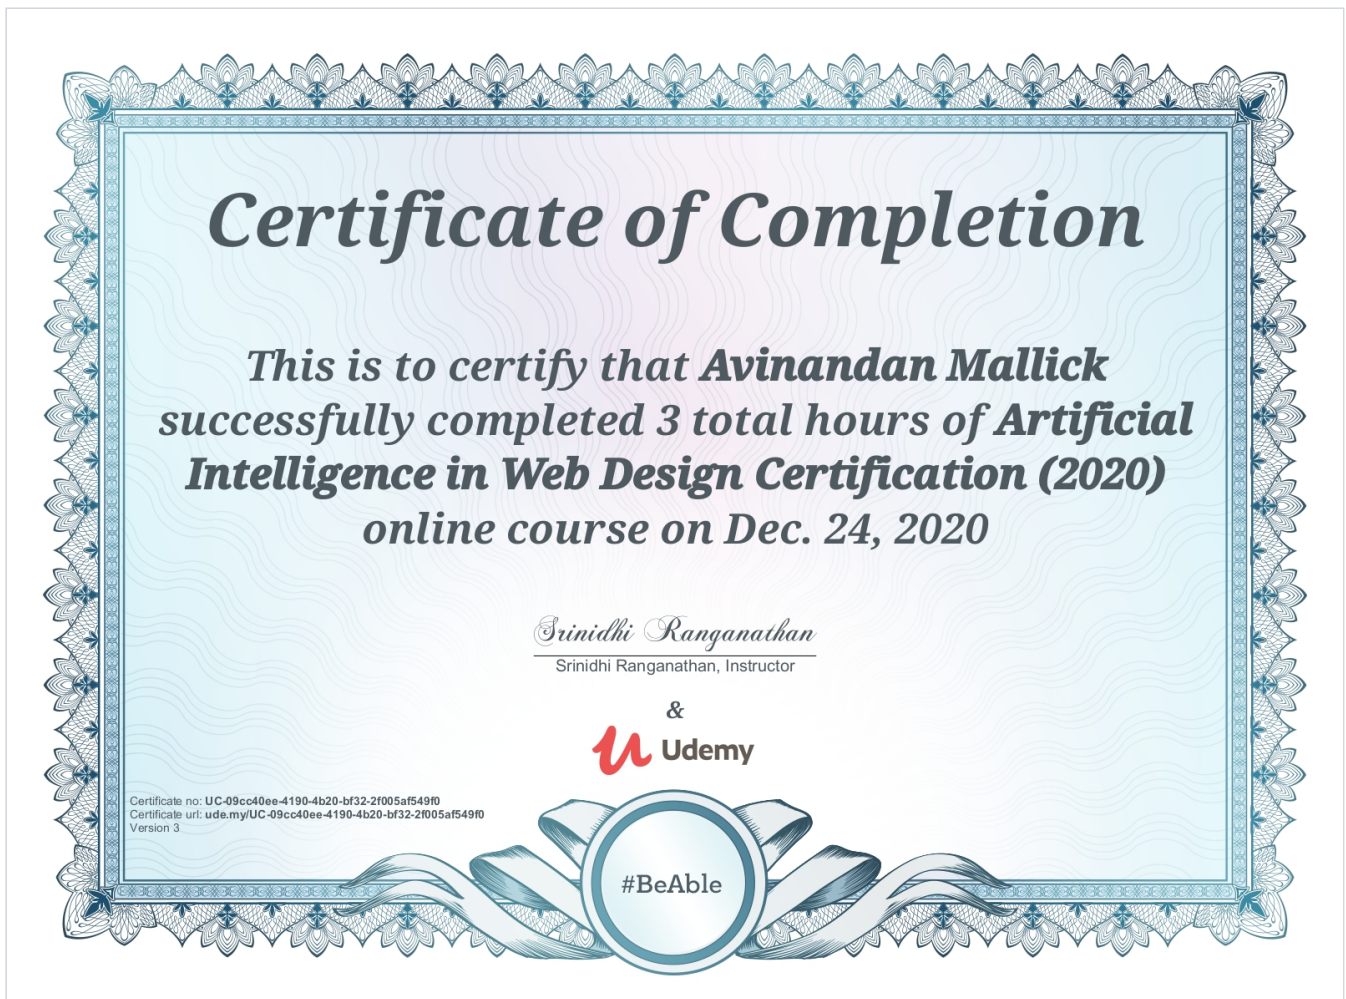 Certificate of Completion
This is to certify that Avinandan Mallick
successfully completed 3 total hours of Artificial
Intelligence in Web Design Certification (2020)
online course on Dec. 24, 2020
Srinidhi Ranganathan
Srinidhi Ranganathan, Instructor
&
Udemy
Certificate no: UC-09cc40ee-4190-4b20-bf32-2f005af549f0
Certificate url: ude.my/UC-09cc40ee-4190-4b20-bf32-2f005af549f0
Version 3
#BeAble